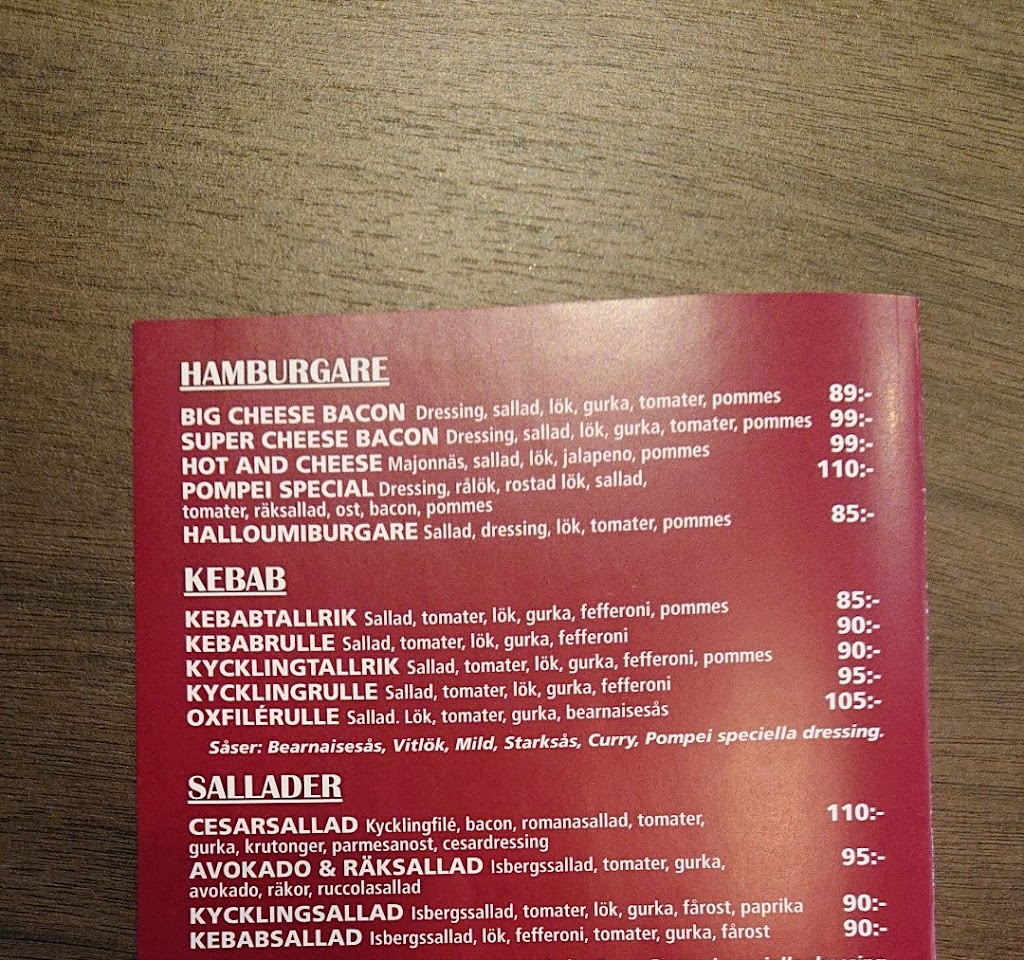 HAMBURGARE
BIG CHEESE BACON Dressing, sallad, lök, gurka, tomater, pommes 89:-
SUPER CHEESE BACON Dressing, sallad, lök, gurka, tomater, pommes 99:-
HOT AND CHEESE Majonnäs, sallad, lök, jalapeno, pommes 99:-
POMPEI SPECIAL Dressing, rålök, rostad lök, sallad, 110:-
tomater, räksallad, ost, bacon, pommes
HALLOUMIBURGARE Sallad, dressing, lök, tomater, pommes 85:-
KEBAB
KEBABTALLRIK Sallad, tomater, lök, gurka, fefferoni, pommes 85:-
KEBABRULLE Sallad, tomater, lök, gurka, fefferoni 90:-
KYCKLINGTALLRIK Sallad, tomater, lök, gurka, fefferoni, pommes 90:-
KYCKLINGRULLE Sallad, tomater, lök, gurka, fefferoni 95:-
OXFILÉRULLE Sallad. Lök, tomater, gurka, bearnaisesås 105:-
Såser: Bearnaisesås, Vitlök, Mild, Starksås, Curry, Pompei speciella dressing.
SALLADER
CESARSALLAD Kycklingfilé, bacon, romanasallad, tomater, 110:-
gurka, krutonger, parmesanost, cesardressing
AVOKADO & RÄKSALLAD Isbergssallad, tomater, gurka, 95:-
avokado, räkor, ruccolasallad
KYCKLINGSALLAD Isbergssallad, tomater, lök, gurka, fårost, paprika 90:-
KEBABSALLAD Isbergssallad, lök, fefferoni, tomater, gurka, fårost 90:-